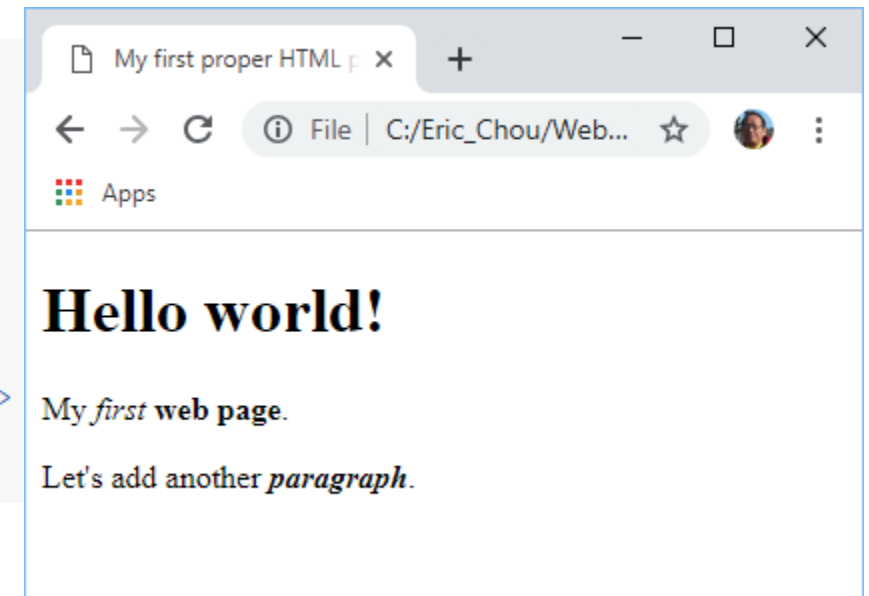 My first proper HTML p
File | C:/Eric_Chou/Web...
Apps
Hello world!
My first web page.
Let's add another paragraph.
>